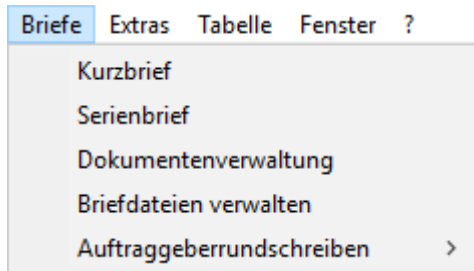 Briefe Extras Tabelle Fenster ?
Kurzbrief
Serienbrief
Dokumentenverwaltung
Briefdateien verwalten
Auftraggeberrundschreiben >